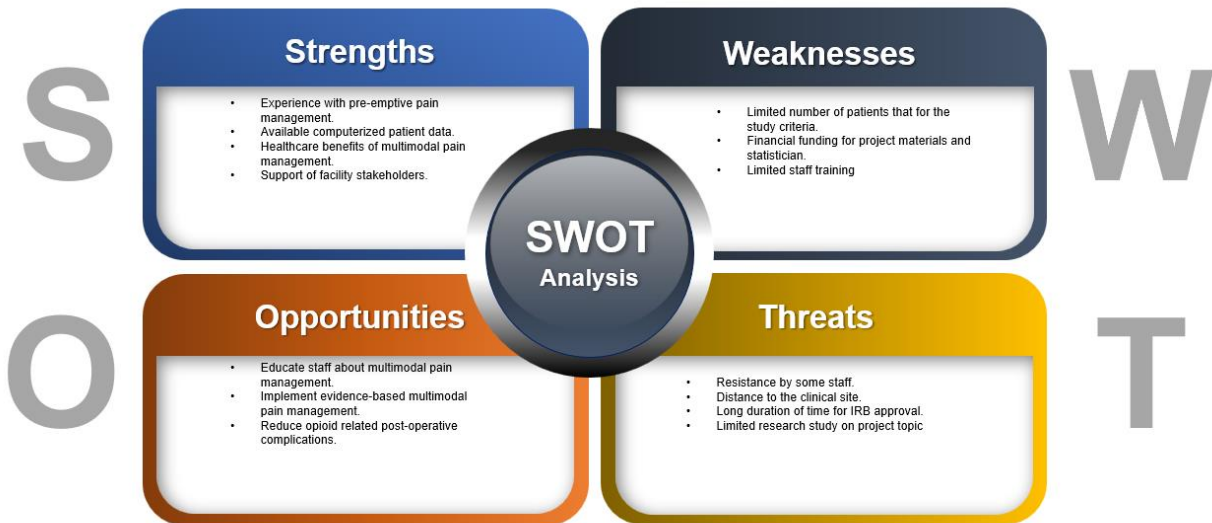 S
Strengths
• Experience with pre-emptive pain
management.
• Available computerized patient data.
• Healthcare benefits of multimodal pain
management.
• Support of facility stakeholders.
Weaknesses
• Limited number of patients that for the
study criteria.
• Financial funding for project materials and
statistician.
• Limited staff training
W
SWOT
Analysis
O
Opportunities
• Educate staff about multimodal pain
management.
• Implement evidence-based multimodal
pain management.
• Reduce opioid related post-operative
complications.
Threats
• Resistance by some staff.
• Distance to the clinical site.
• Long duration of time for IRB approval.
• Limited research study on project topic
T